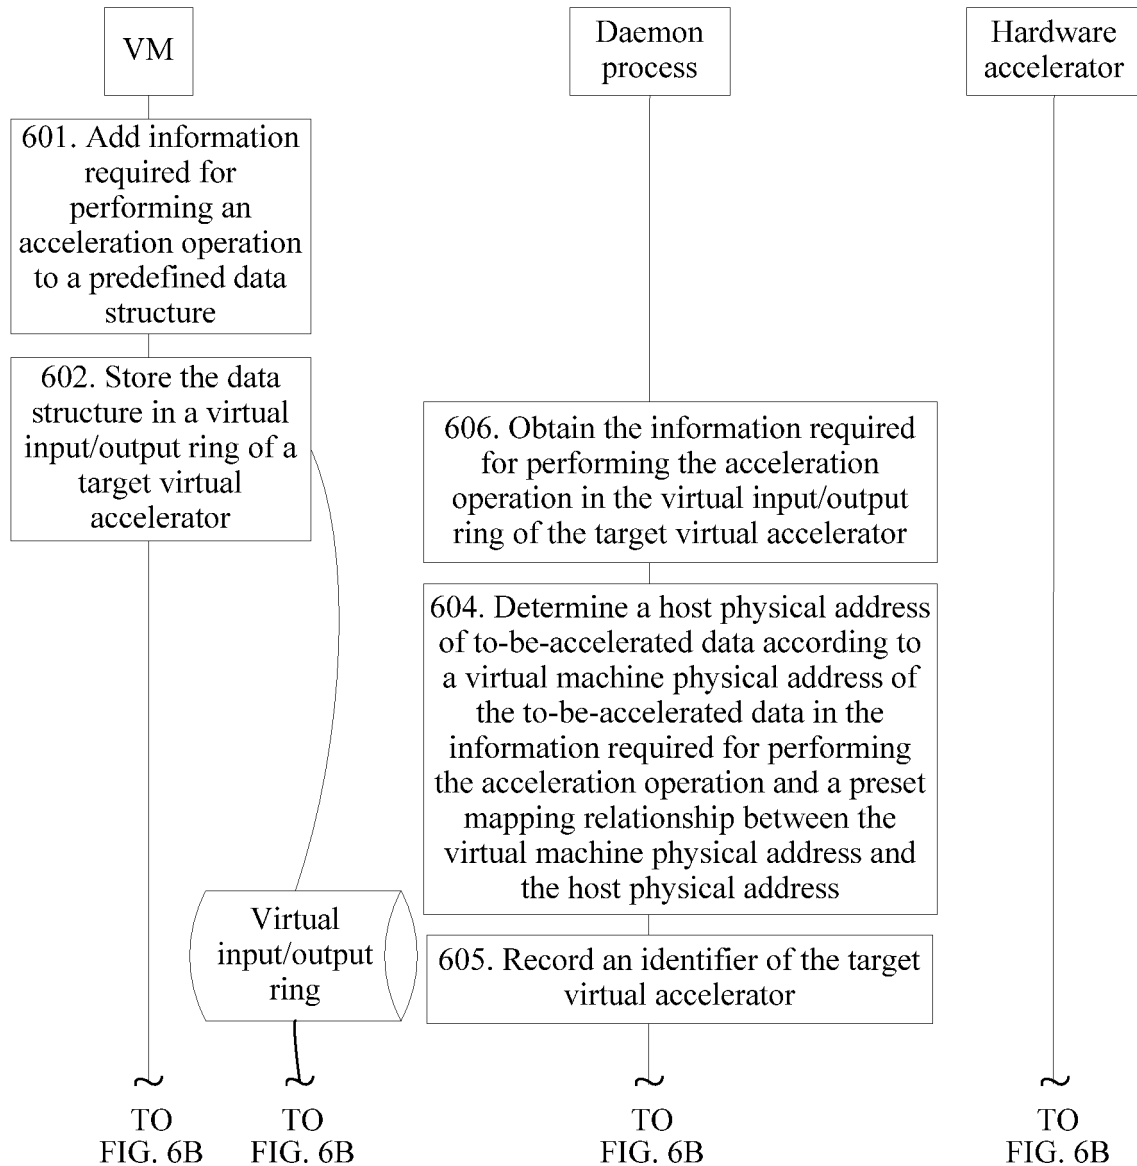 VM
Daemon
process
Hardware
accelerator
601. Add information
required for
performing an
acceleration operation
to a predefined data
structure
602. Store the data
structure in a virtual
input/output ring of a
target virtual
accelerator
606. Obtain the information required
for performing the acceleration
operation in the virtual input/output
ring of the target virtual accelerator
604. Determine a host physical address
of to-be-accelerated data according to
a virtual machine physical address of
the to-be-accelerated data in the
information required for performing
the acceleration operation and a preset
mapping relationship between the
virtual machine physical address and
the host physical address
Virtual
input/output
ring
605. Record an identifier of the target
virtual accelerator
TO
FIG. 6B
TO
FIG. 6B
TO
FIG. 6B
TO
FIG. 6B